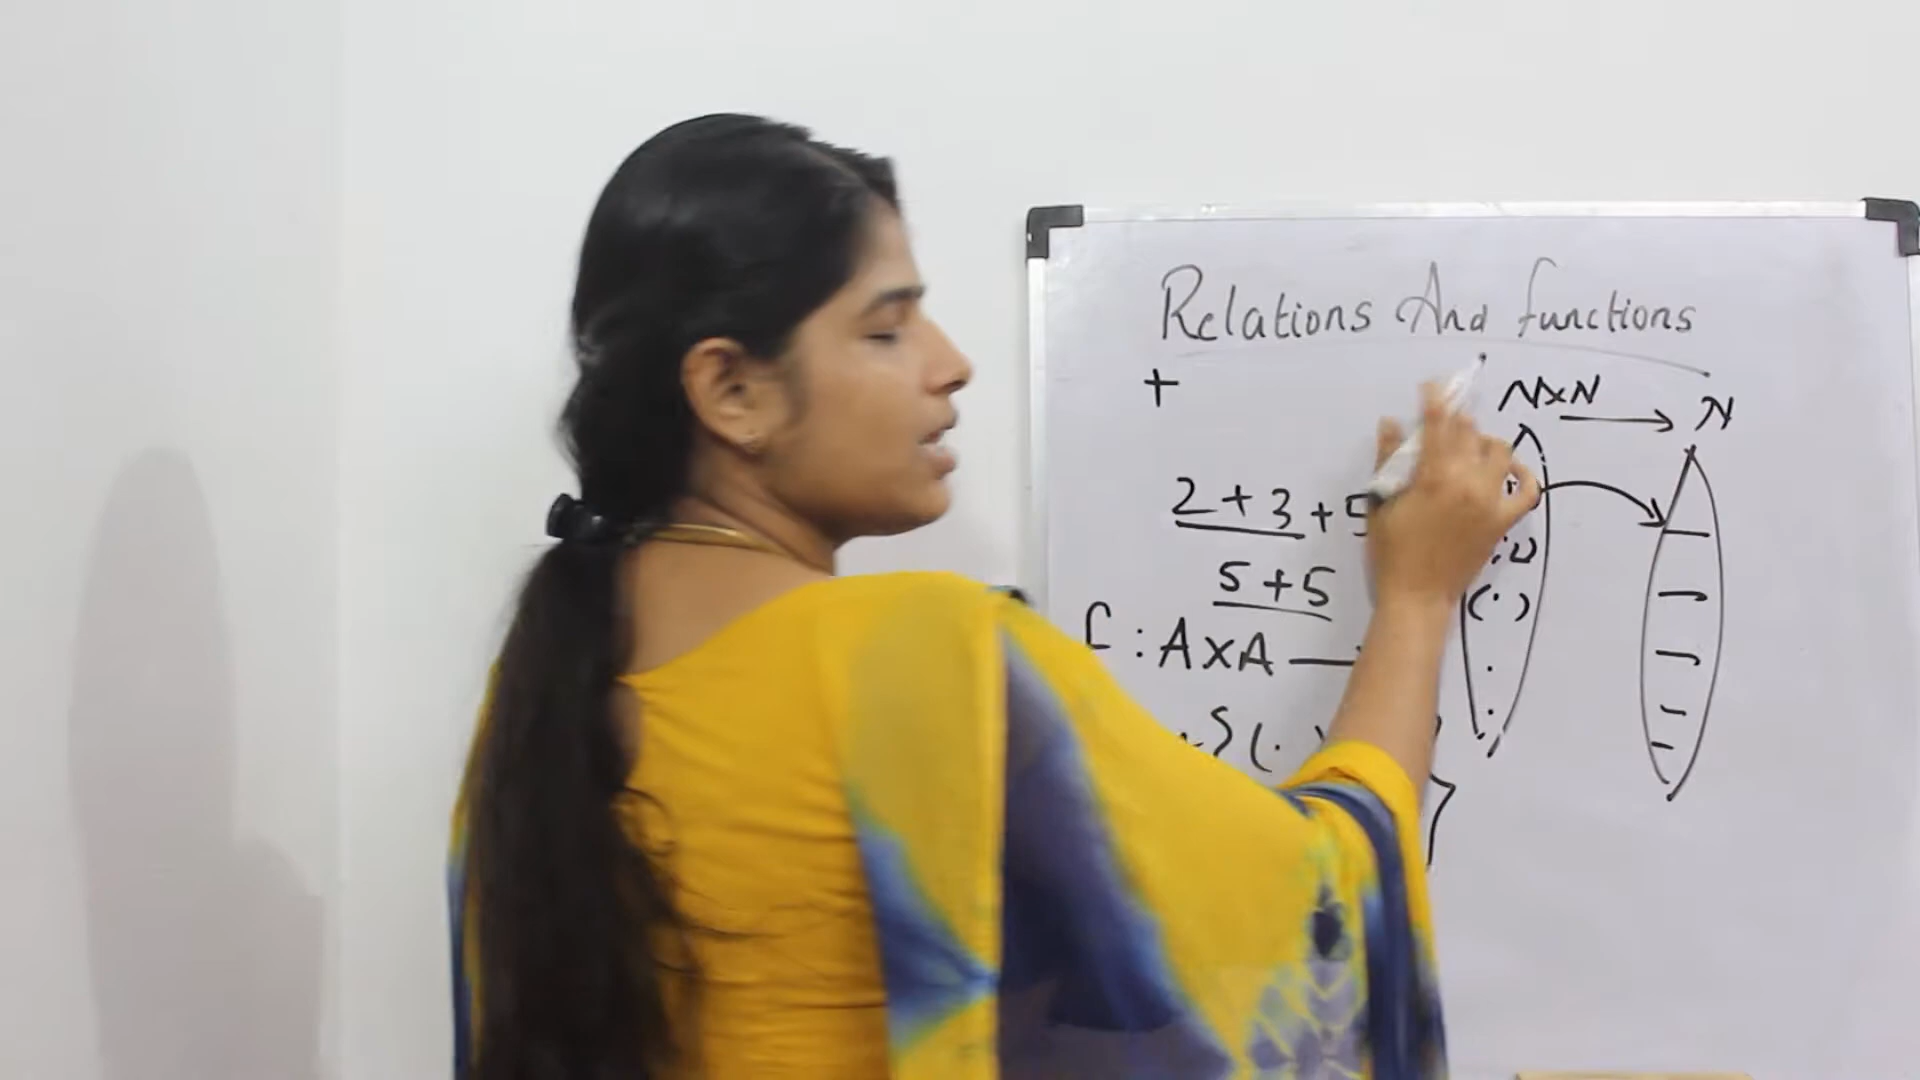 Relations And functions
+
N×N → N
2 + 3 + 5
5 + 5
f : A×A —
( · )